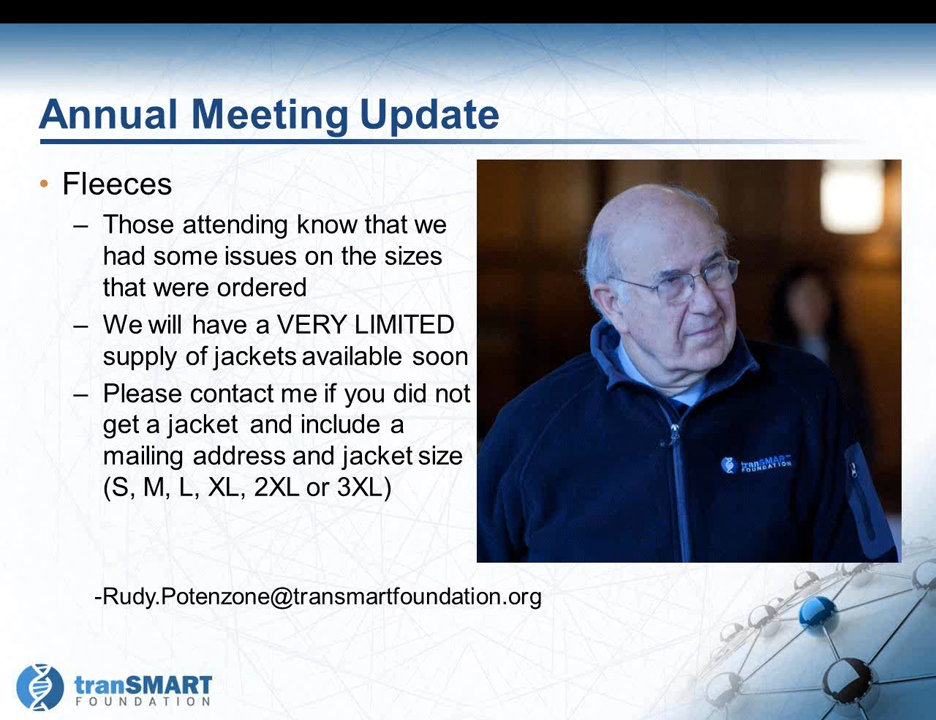 Annual Meeting Update
• Fleeces
– Those attending know that we
had some issues on the sizes
that were ordered
– We will have a VERY LIMITED
supply of jackets available soon
– Please contact me if you did not
get a jacket and include a
mailing address and jacket size
(S, M, L, XL, 2XL or 3XL)
tranSMART
FOUNDATION
-Rudy.Potenzone@transmartfoundation.org
tranSMART
FOUNDATION